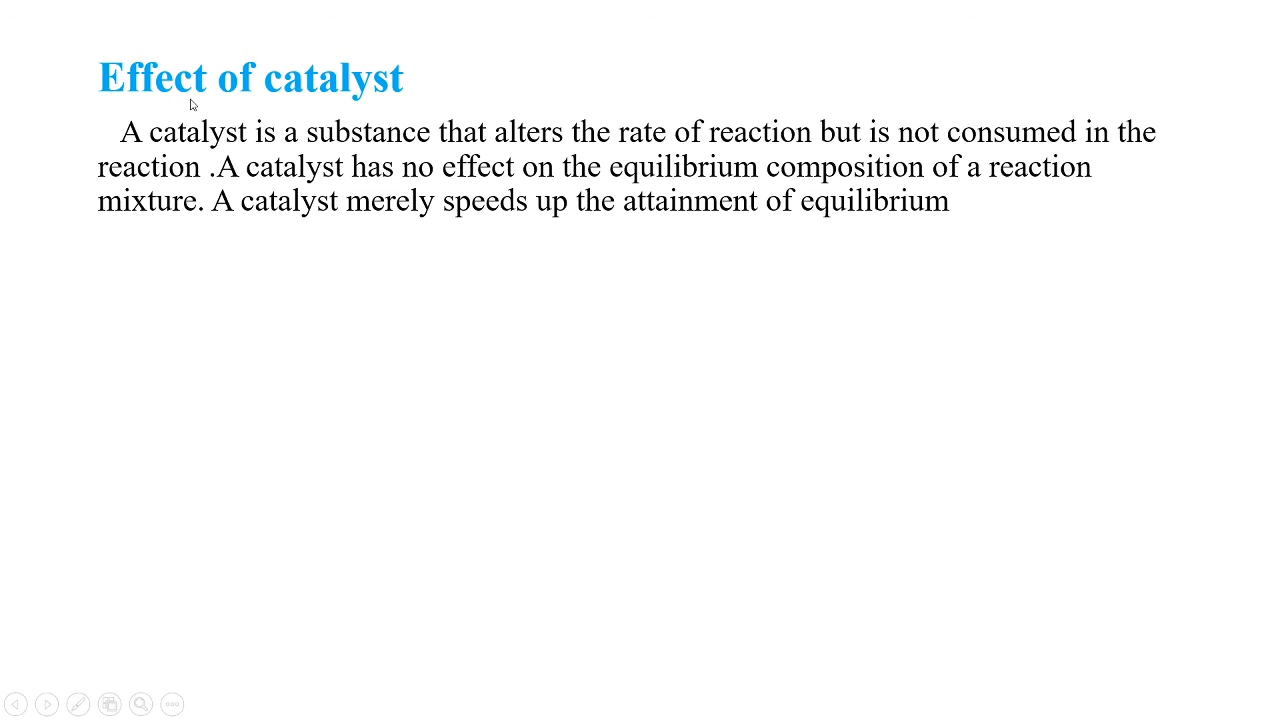 Effect of catalyst
A catalyst is a substance that alters the rate of reaction but is not consumed in the
reaction .A catalyst has no effect on the equilibrium composition of a reaction
mixture. A catalyst merely speeds up the attainment of equilibrium